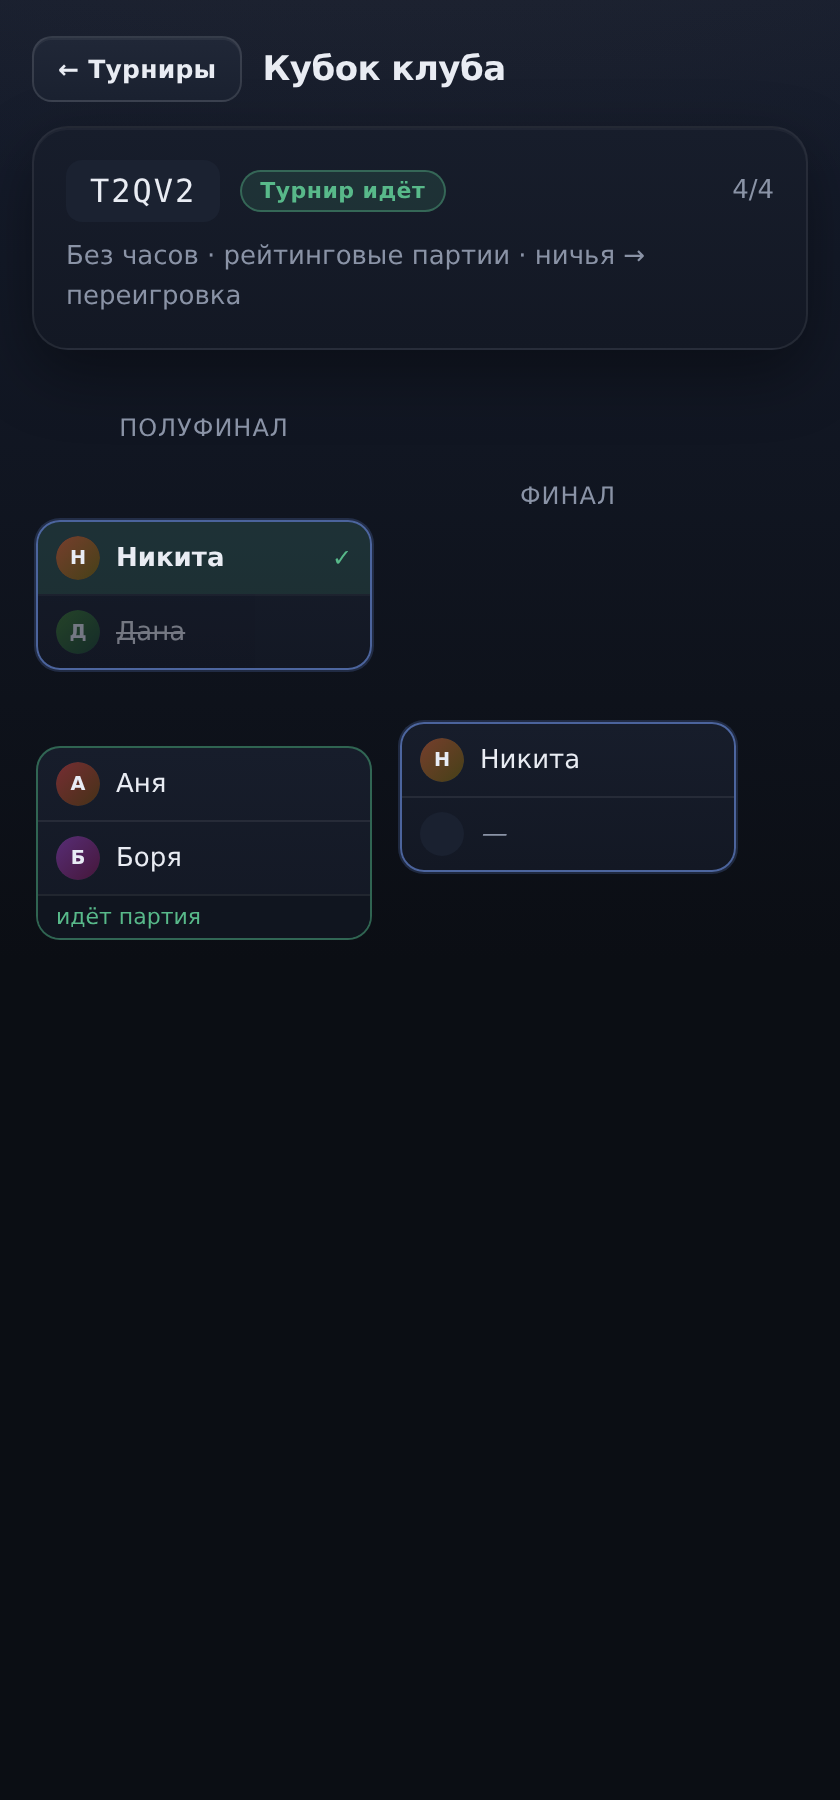 ← Турниры
Кубок клуба
T2QV2
Турнир идёт
4/4
Без часов · рейтинговые партии · ничья →
переигровка
ПОЛУФИНАЛ
ФИНАЛ
Н Никита ✓
Д Дана
А Аня
Б Боря
идёт партия
Н Никита
—